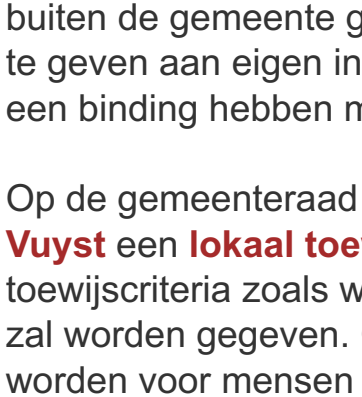 buiten de gemeente g
te geven aan eigen in
een binding hebben m
Op de gemeenteraad
Vuyst een lokaal toe
toewijscriteria zoals w
zal worden gegeven.
worden voor mensen